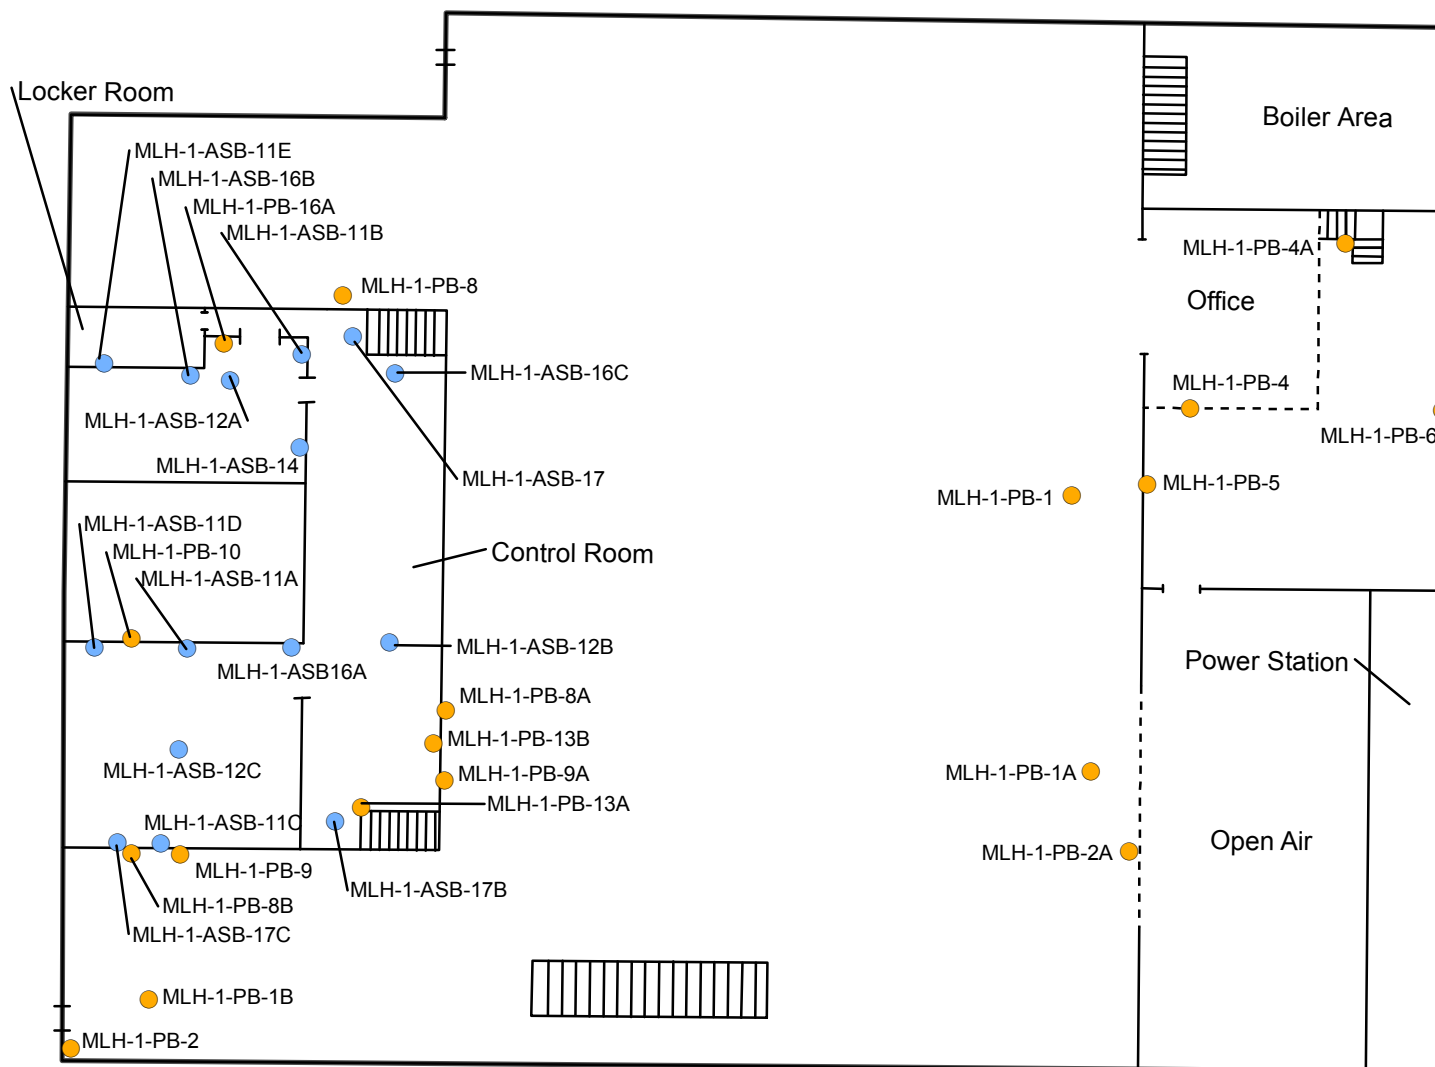 Locker Room
Boiler Area
MLH-1-ASB-11E
MLH-1-ASB-16B
MLH-1-PB-16A
MLH-1-ASB-11B
MLH-1-PB-4A
MLH-1-PB-8
Office
MLH-1-ASB-16C
MLH-1-PB-4
MLH-1-ASB-12A
MLH-1-PB-6
MLH-1-ASB-14
MLH-1-ASB-17
MLH-1-PB-5
MLH-1-PB-1
MLH-1-ASB-11D
MLH-1-PB-10
Control Room
MLH-1-ASB-11A
MLH-1-ASB-12B
Power Station
MLH-1-ASB16A
MLH-1-PB-8A
MLH-1-PB-13B
MLH-1-ASB-12C
MLH-1-PB-1A
MLH-1-PB-9A
MLH-1-PB-13A
MLH-1-ASB-11C
Open Air
MLH-1-PB-2A
MLH-1-PB-9
MLH-1-ASB-17B
MLH-1-PB-8B
MLH-1-ASB-17C
MLH-1-PB-1B
MLH-1-PB-2